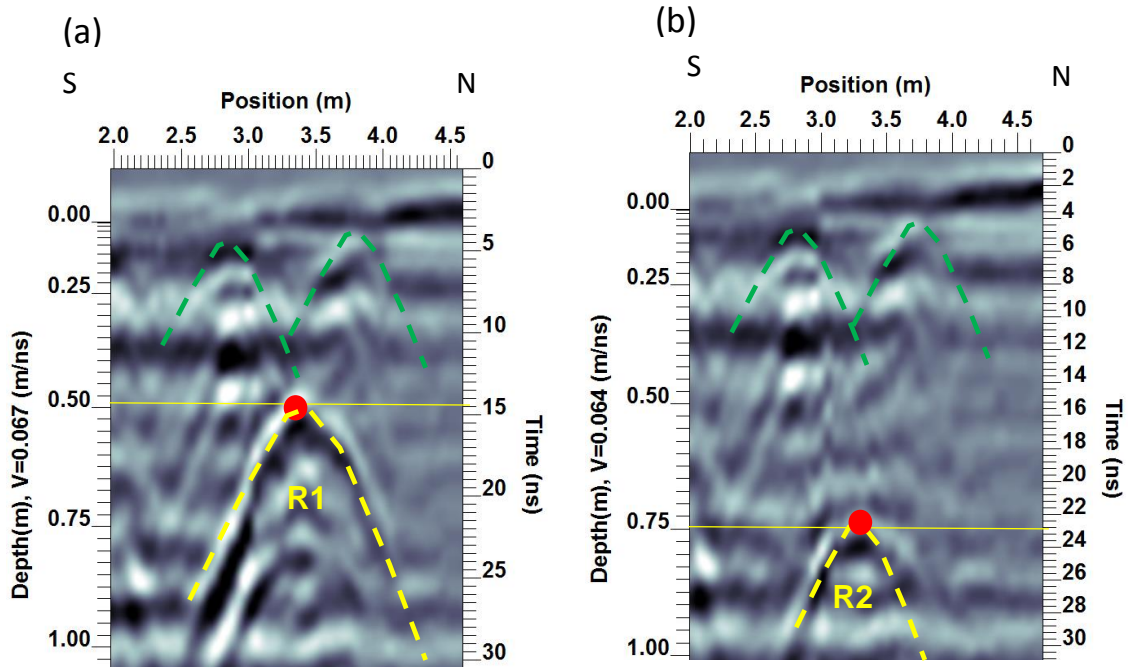 (a)
S
N
Position (m)
2.0 2.5 3.0 3.5 4.0 4.5
0.00
0.25
0.50
0.75
1.00
Depth(m), V=0.067 (m/ns)
0
5
10
15
20
25
30
Time (ns)
R1
(b)
S
N
Position (m)
2.0 2.5 3.0 3.5 4.0 4.5
0.00
0.25
0.50
0.75
1.00
Depth(m), V=0.064 (m/ns)
0
2
4
6
8
10
12
14
16
18
20
22
24
26
28
30
Time (ns)
R2